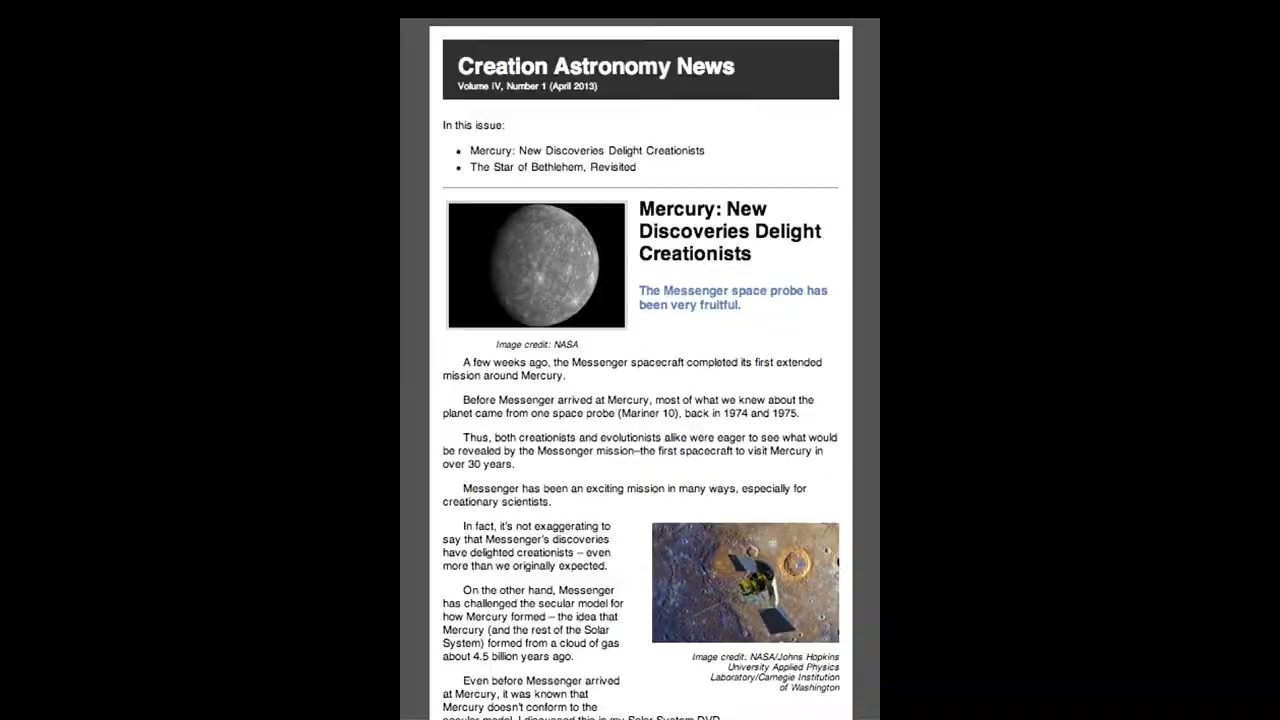 Creation Astronomy News
Volume IV, Number 1 (April 2013)
In this issue:
Mercury: New Discoveries Delight Creationists
The Star of Bethlehem, Revisited
Mercury: New
Discoveries Delight
Creationists
The Messenger space probe has
been very fruitful.
Image credit: NASA
A few weeks ago, the Messenger spacecraft completed its first extended
mission around Mercury.
Before Messenger arrived at Mercury, most of what we knew about the
planet came from one space probe (Mariner 10), back in 1974 and 1975.
Thus, both creationists and evolutionists alike were eager to see what would
be revealed by the Messenger mission–the first spacecraft to visit Mercury in
over 30 years.
Messenger has been an exciting mission in many ways, especially for
creationary scientists.
In fact, it's not exaggerating to
say that Messenger's discoveries
have delighted creationists – even
more than we originally expected.
On the other hand, Messenger
has challenged the secular model for
how Mercury formed – the idea that
Mercury (and the rest of the Solar
System) formed from a cloud of gas
about 4.5 billion years ago.
Image credit: NASA/Johns Hopkins
University Applied Physics
Laboratory/Carnegie Institution
of Washington
Even before Messenger arrived
at Mercury, it was known that
Mercury doesn't conform to the
secular model. I discussed this in my Solar System DVD